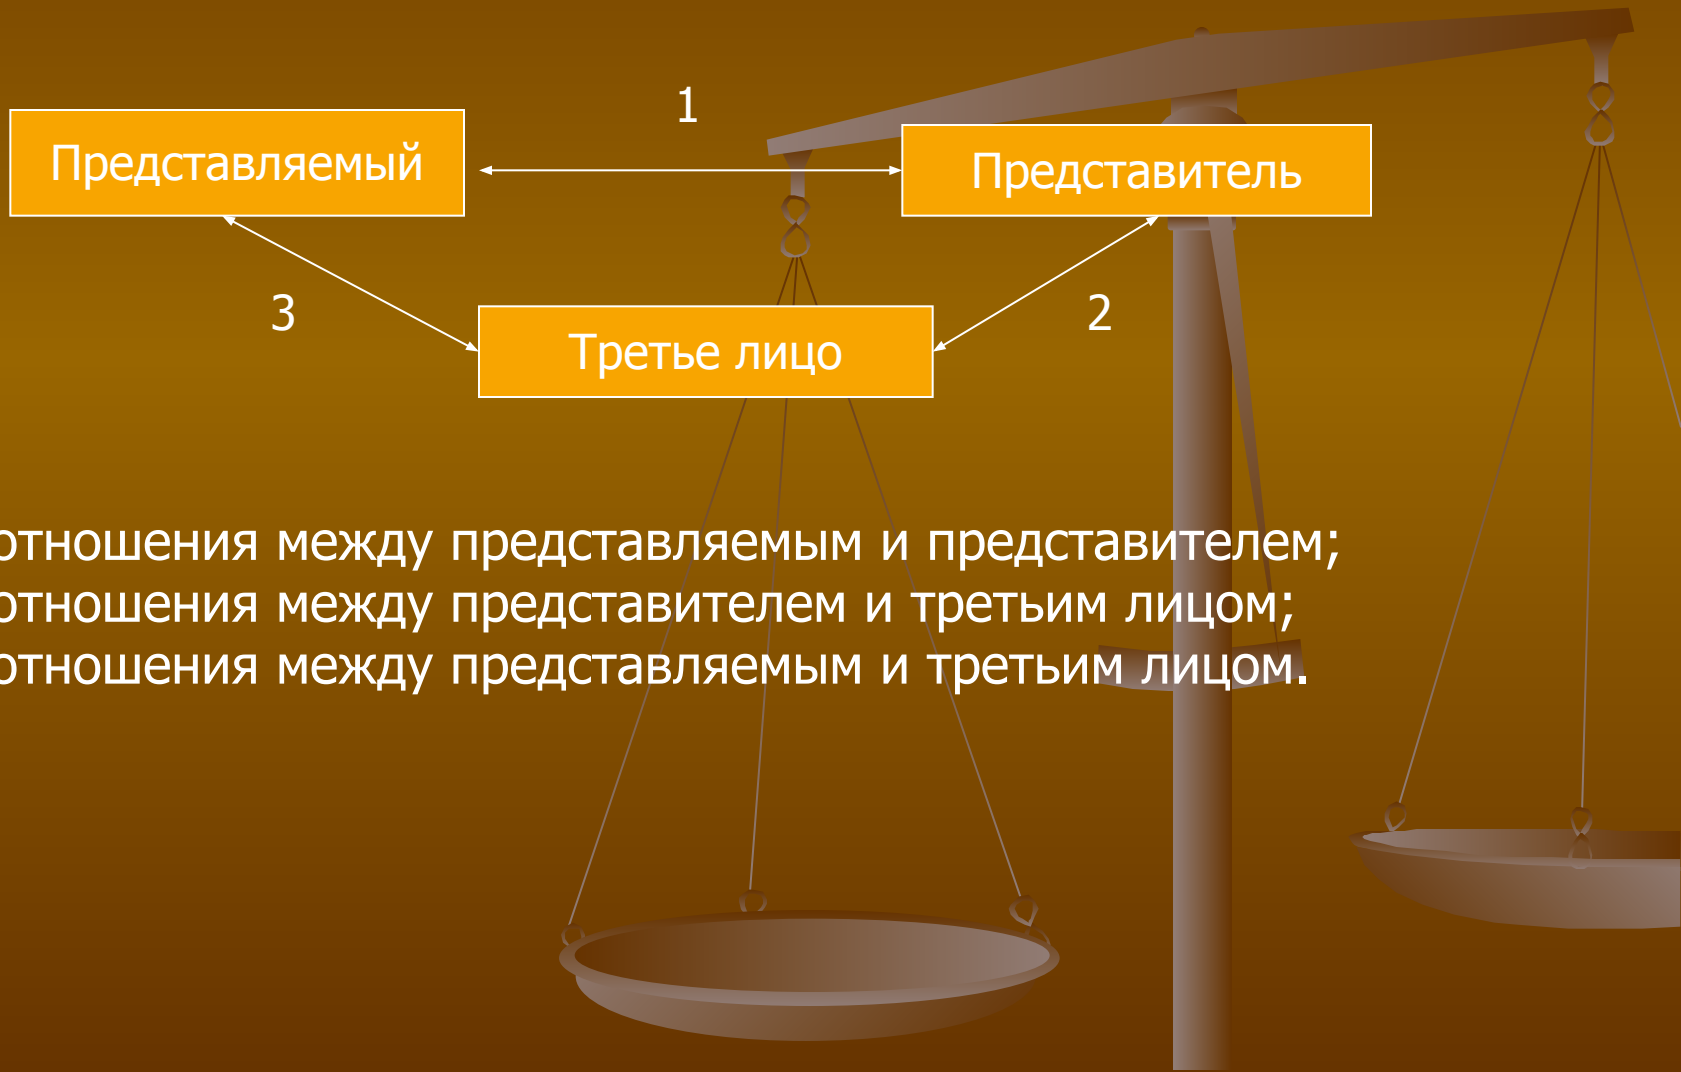 1
Представляемый
Представитель
3
2
Третье лицо
отношения между представляемым и представителем;
отношения между представителем и третьим лицом;
отношения между представляемым и третьим лицом.